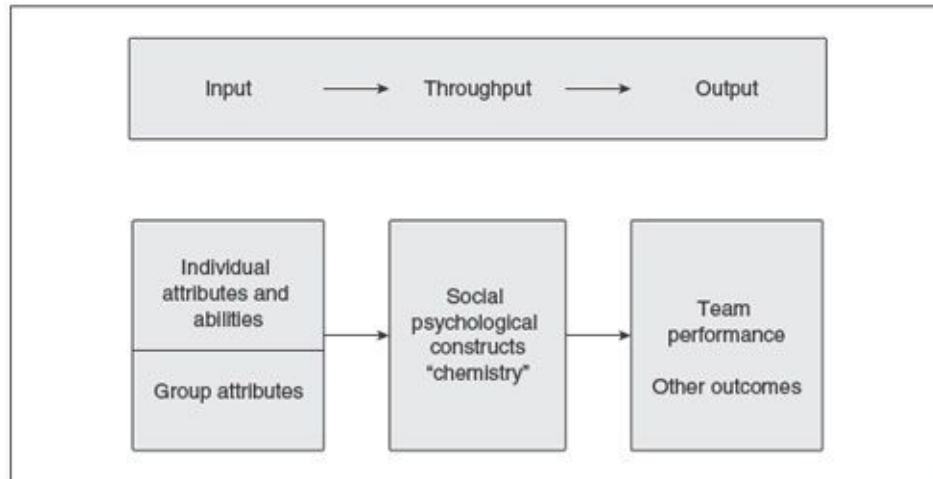 Input
Throughput
Output
Individual
attributes and
abilities
Group attributes
Social
psychological
constructs
“chemistry”
Team
performance
Other outcomes